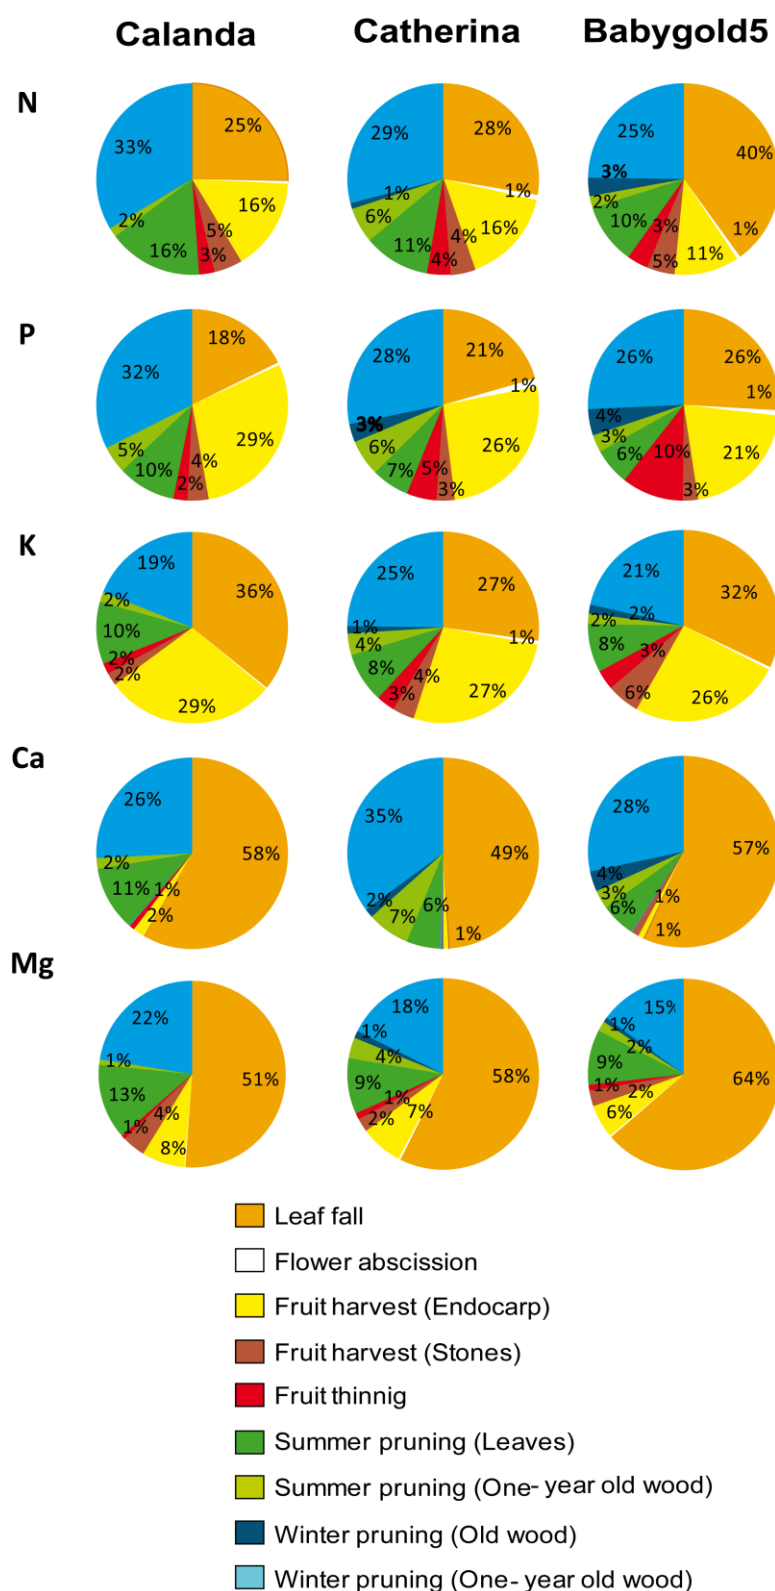 Calanda Catherina Babygold5
N
25% 16% 5% 3% 16% 2% 33%
28% 1% 16% 4% 4% 11% 6% 1% 29%
40% 1% 11% 5% 3% 10% 2% 3% 25%
P
18% 29% 4% 2% 10% 5% 32%
21% 1% 26% 3% 5% 7% 6% 3% 28%
26% 1% 21% 3% 10% 6% 3% 4% 26%
K
36% 29% 2% 2% 10% 2% 19%
27% 1% 27% 4% 3% 8% 4% 1% 25%
32% 26% 6% 3% 8% 2% 2% 21%
Ca
58% 2% 1% 11% 2% 26%
49% 1% 6% 7% 2% 35%
57% 1% 1% 6% 3% 4% 28%
Mg
51% 8% 4% 1% 13% 1% 22%
58% 7% 2% 1% 9% 4% 1% 18%
64% 6% 2% 1% 9% 2% 1% 15%
Leaf fall
Flower abscission
Fruit harvest (Endocarp)
Fruit harvest (Stones)
Fruit thinnig
Summer pruning (Leaves)
Summer pruning (One- year old wood)
Winter pruning (Old wood)
Winter pruning (One- year old wood)